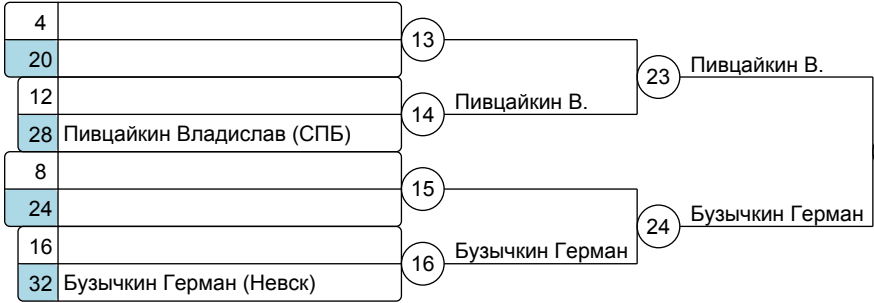 4
13
20
23 Пивцайкин В.
12
14 Пивцайкин В.
28 Пивцайкин Владислав (СПБ)
8
15
24
24 Бузычкин Герман
16
16 Бузычкин Герман
32 Бузычкин Герман (Невск)